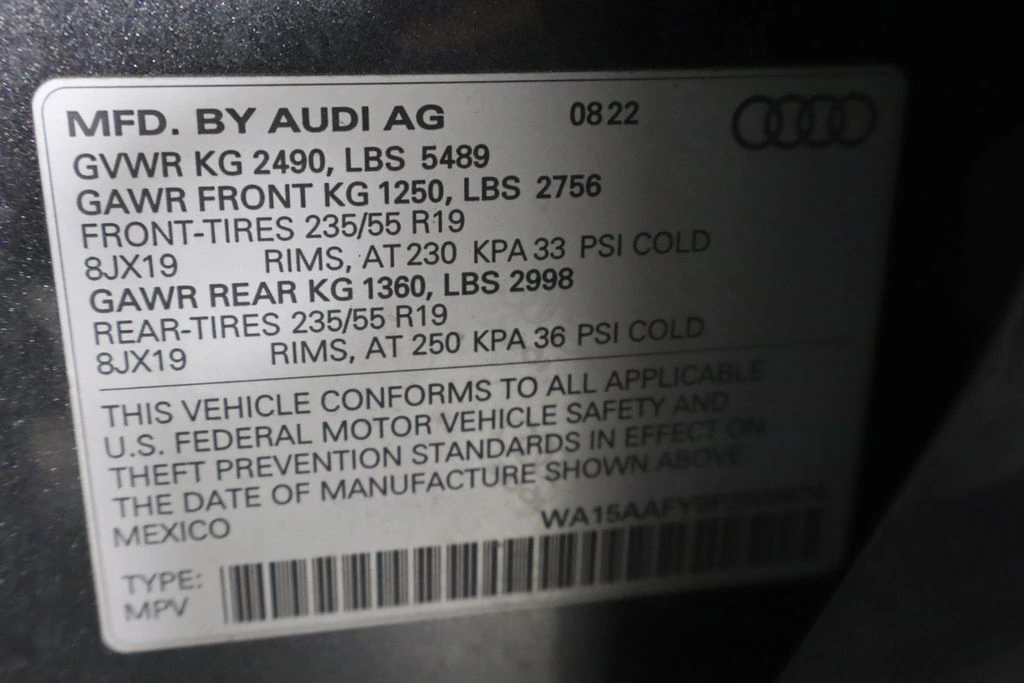 MFD. BY AUDI AG 0822
GVWR KG 2490, LBS 5489
GAWR FRONT KG 1250, LBS 2756
FRONT-TIRES 235/55 R19
8JX19 RIMS, AT 230 KPA 33 PSI COLD
GAWR REAR KG 1360, LBS 2998
REAR-TIRES 235/55 R19
8JX19 RIMS, AT 250 KPA 36 PSI COLD
THIS VEHICLE CONFORMS TO ALL APPLICABLE
U.S. FEDERAL MOTOR VEHICLE SAFETY AND
THEFT PREVENTION STANDARDS IN EFFECT ON
THE DATE OF MANUFACTURE SHOWN ABOVE.
MEXICO
TYPE:
MPV